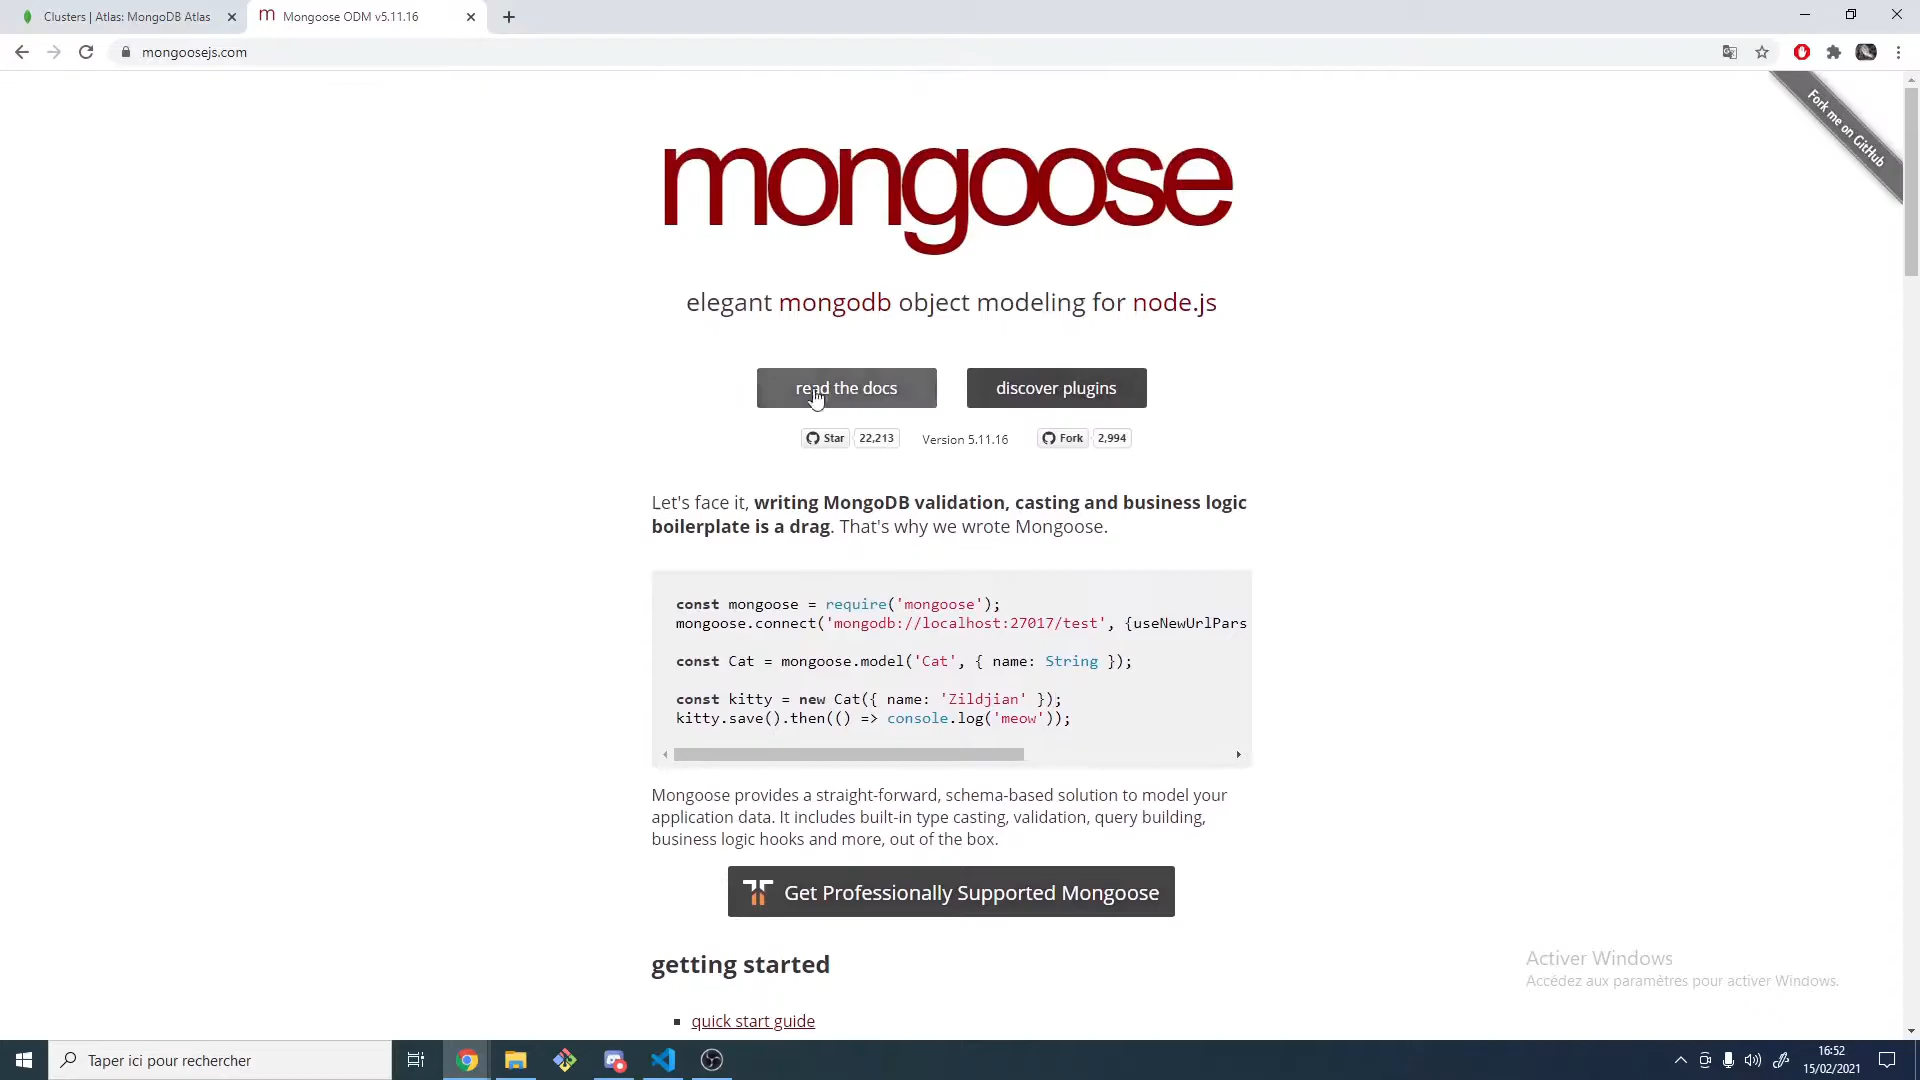 Clusters | Atlas: MongoDB Atlas
Mongoose ODM v5.11.16
mongoosejs.com
Fork me on GitHub
mongoose
elegant mongodb object modeling for node.js
read the docs
discover plugins
Star 22,213
Version 5.11.16
Fork 2,994
Let's face it, writing MongoDB validation, casting and business logic
boilerplate is a drag. That's why we wrote Mongoose.
const mongoose = require('mongoose');
mongoose.connect('mongodb://localhost:27017/test', {useNewUrlPars
const Cat = mongoose.model('Cat', { name: String });
const kitty = new Cat({ name: 'Zildjian' });
kitty.save().then(() => console.log('meow'));
Mongoose provides a straight-forward, schema-based solution to model your
application data. It includes built-in type casting, validation, query building,
business logic hooks and more, out of the box.
Get Professionally Supported Mongoose
getting started
quick start guide
Activer Windows
Accédez aux paramètres pour activer Windows.
Taper ici pour rechercher
16:52
15/02/2021